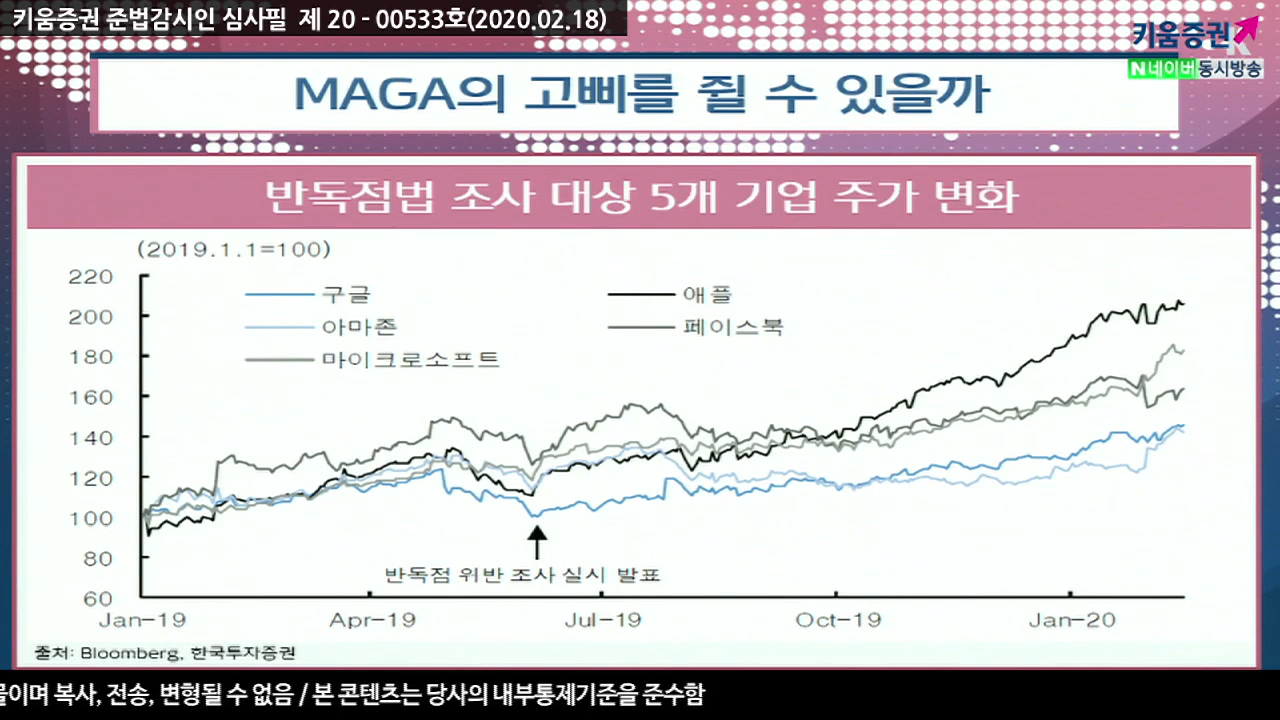 키움증권 준법감시인 심사필 제 20 - 00533호(2020.02.18)
키움증권
N네이버 동시방송
MAGA의 고삐를 쥘 수 있을까
반독점법 조사 대상 5개 기업 주가 변화
(2019.1.1=100)
220
200
180
160
140
120
100
80
60
구글
애플
아마존
페이스북
마이크로소프트
반독점 위반 조사 실시 발표
Jan-19
Apr-19
Jul-19
Oct-19
Jan-20
출처: Bloomberg, 한국투자증권
물이며 복사, 전송, 변형될 수 없음 / 본 콘텐츠는 당사의 내부통제기준을 준수함